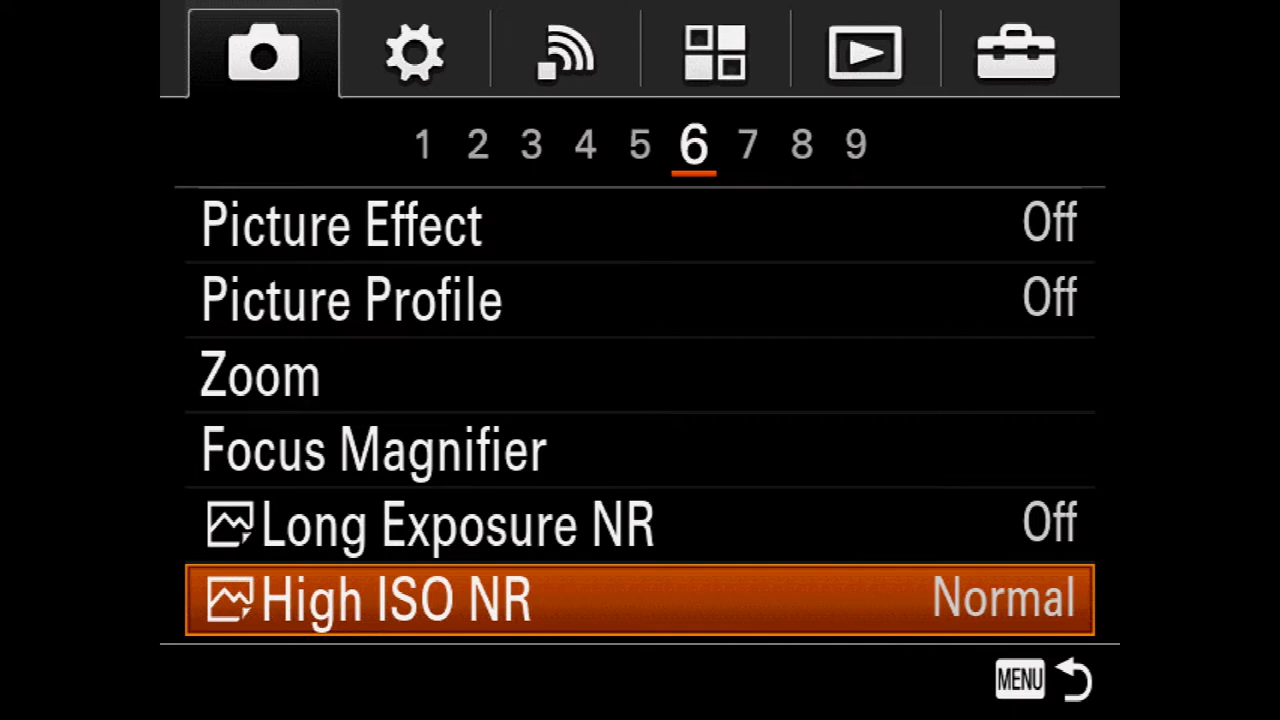 1 2 3 4 5 6 7 8 9
Picture Effect Off
Picture Profile Off
Zoom
Focus Magnifier
Long Exposure NR Off
High ISO NR Normal
MENU